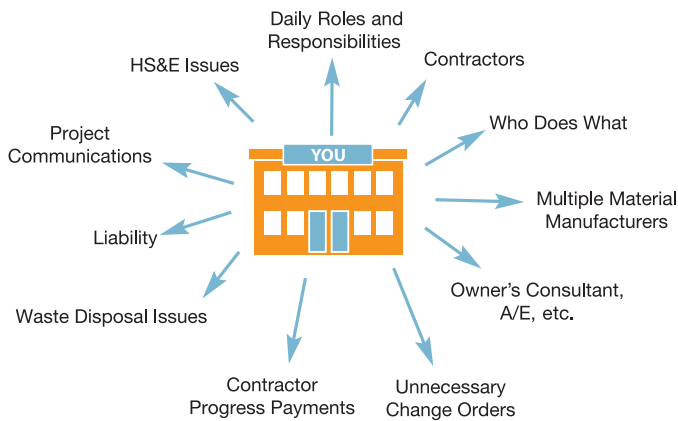 Daily Roles and
Responsibilities
Contractors
HS&E Issues
Who Does What
Project
Communications
YOU
Multiple Material
Manufacturers
Liability
Owner’s Consultant,
A/E, etc.
Waste Disposal Issues
Contractor
Progress Payments
Unnecessary
Change Orders